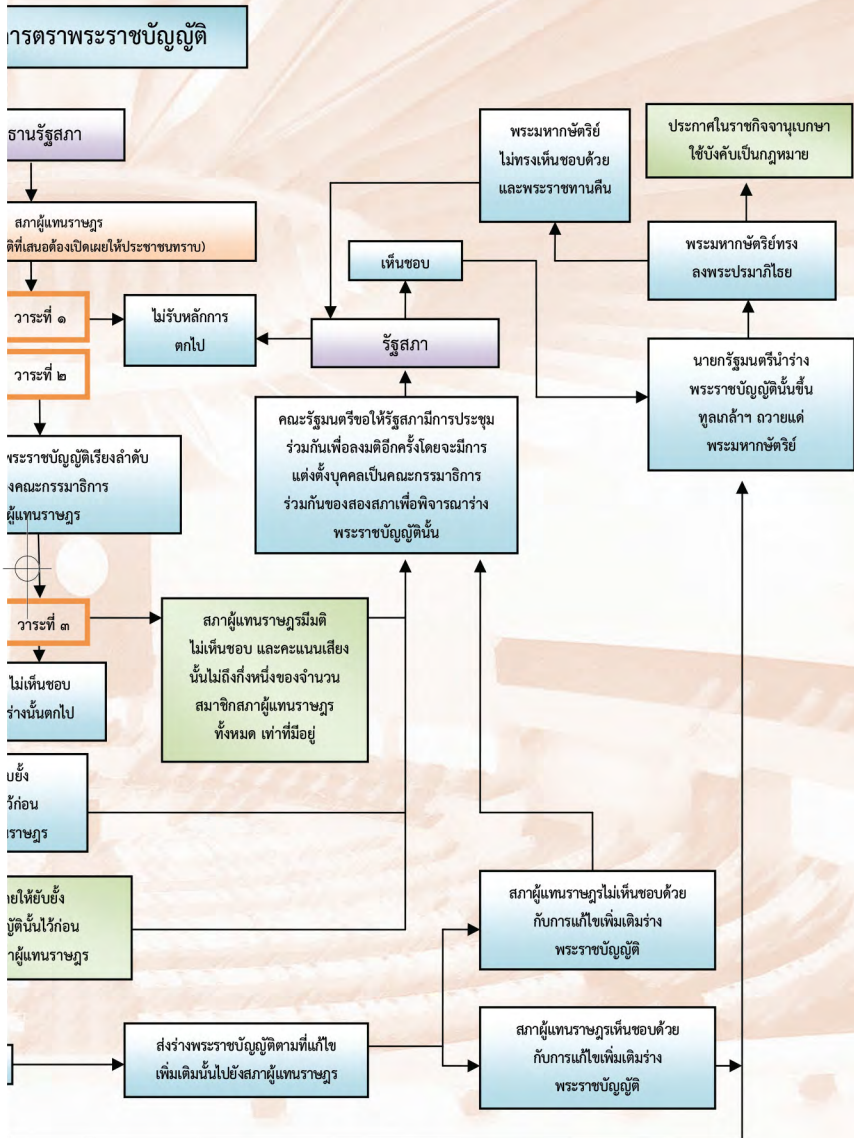 การตราพระราชบัญญัติ
ธานรัฐสภา
สภาผู้แทนราษฎร
ติที่เสนอต้องเปิดเผยให้ประชาชนทราบ)
วาระที่ ๑
วาระที่ ๒
พระราชบัญญัติเรียงลำดับ
งคณะกรรมาธิการ
ผู้แทนราษฎร
วาระที่ ๓
ไม่เห็นชอบ
ร่างนั้นตกไป
บยั้ง
ว้ก่อน
นราษฎร
ายให้ยับยั้ง
ญัตินั้นไว้ก่อน
าผู้แทนราษฎร
ไม่รับหลักการ
ตกไป
เห็นชอบ
รัฐสภา
คณะรัฐมนตรีขอให้รัฐสภามีการประชุม
ร่วมกันเพื่อลงมติอีกครั้งโดยจะมีการ
แต่งตั้งบุคคลเป็นคณะกรรมาธิการ
ร่วมกันของสองสภาเพื่อพิจารณาร่าง
พระราชบัญญัตินั้น
สภาผู้แทนราษฎรมีมติ
ไม่เห็นชอบ และคะแนนเสียง
นั้นไม่ถึงกึ่งหนึ่งของจำนวน
สมาชิกสภาผู้แทนราษฎร
ทั้งหมด เท่าที่มีอยู่
พระมหากษัตริย์
ไม่ทรงเห็นชอบด้วย
และพระราชทานคืน
ประกาศในราชกิจจานุเบกษา
ใช้บังคับเป็นกฎหมาย
พระมหากษัตริย์ทรง
ลงพระปรมาภิไธย
นายกรัฐมนตรีนำร่าง
พระราชบัญญัตินั้นขึ้น
ทูลเกล้าฯ ถวายแด่
พระมหากษัตริย์
สภาผู้แทนราษฎรไม่เห็นชอบด้วย
กับการแก้ไขเพิ่มเติมร่าง
พระราชบัญญัติ
ส่งร่างพระราชบัญญัติตามที่แก้ไข
เพิ่มเติมนั้นไปยังสภาผู้แทนราษฎร
สภาผู้แทนราษฎรเห็นชอบด้วย
กับการแก้ไขเพิ่มเติมร่าง
พระราชบัญญัติ